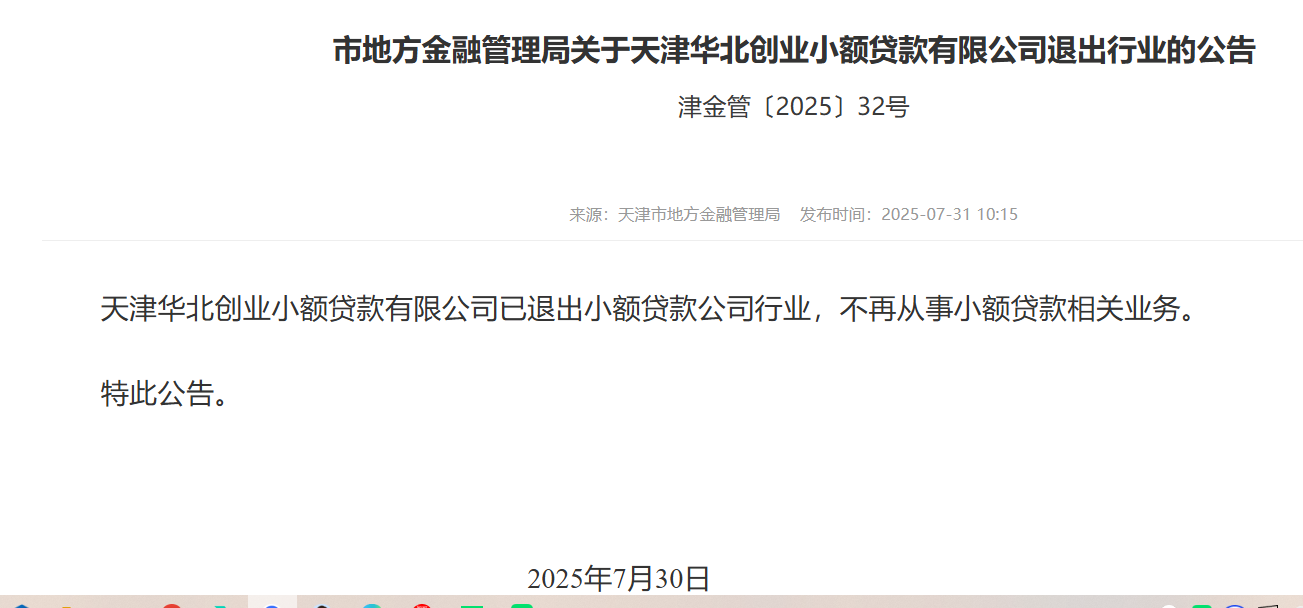 市地方金融管理局关于天津华北创业小额贷款有限公司退出行业的公告
津金管〔2025〕32号
来源：天津市地方金融管理局 发布时间：2025-07-31 10:15
天津华北创业小额贷款有限公司已退出小额贷款公司行业，不再从事小额贷款相关业务。
特此公告。
2025年7月30日